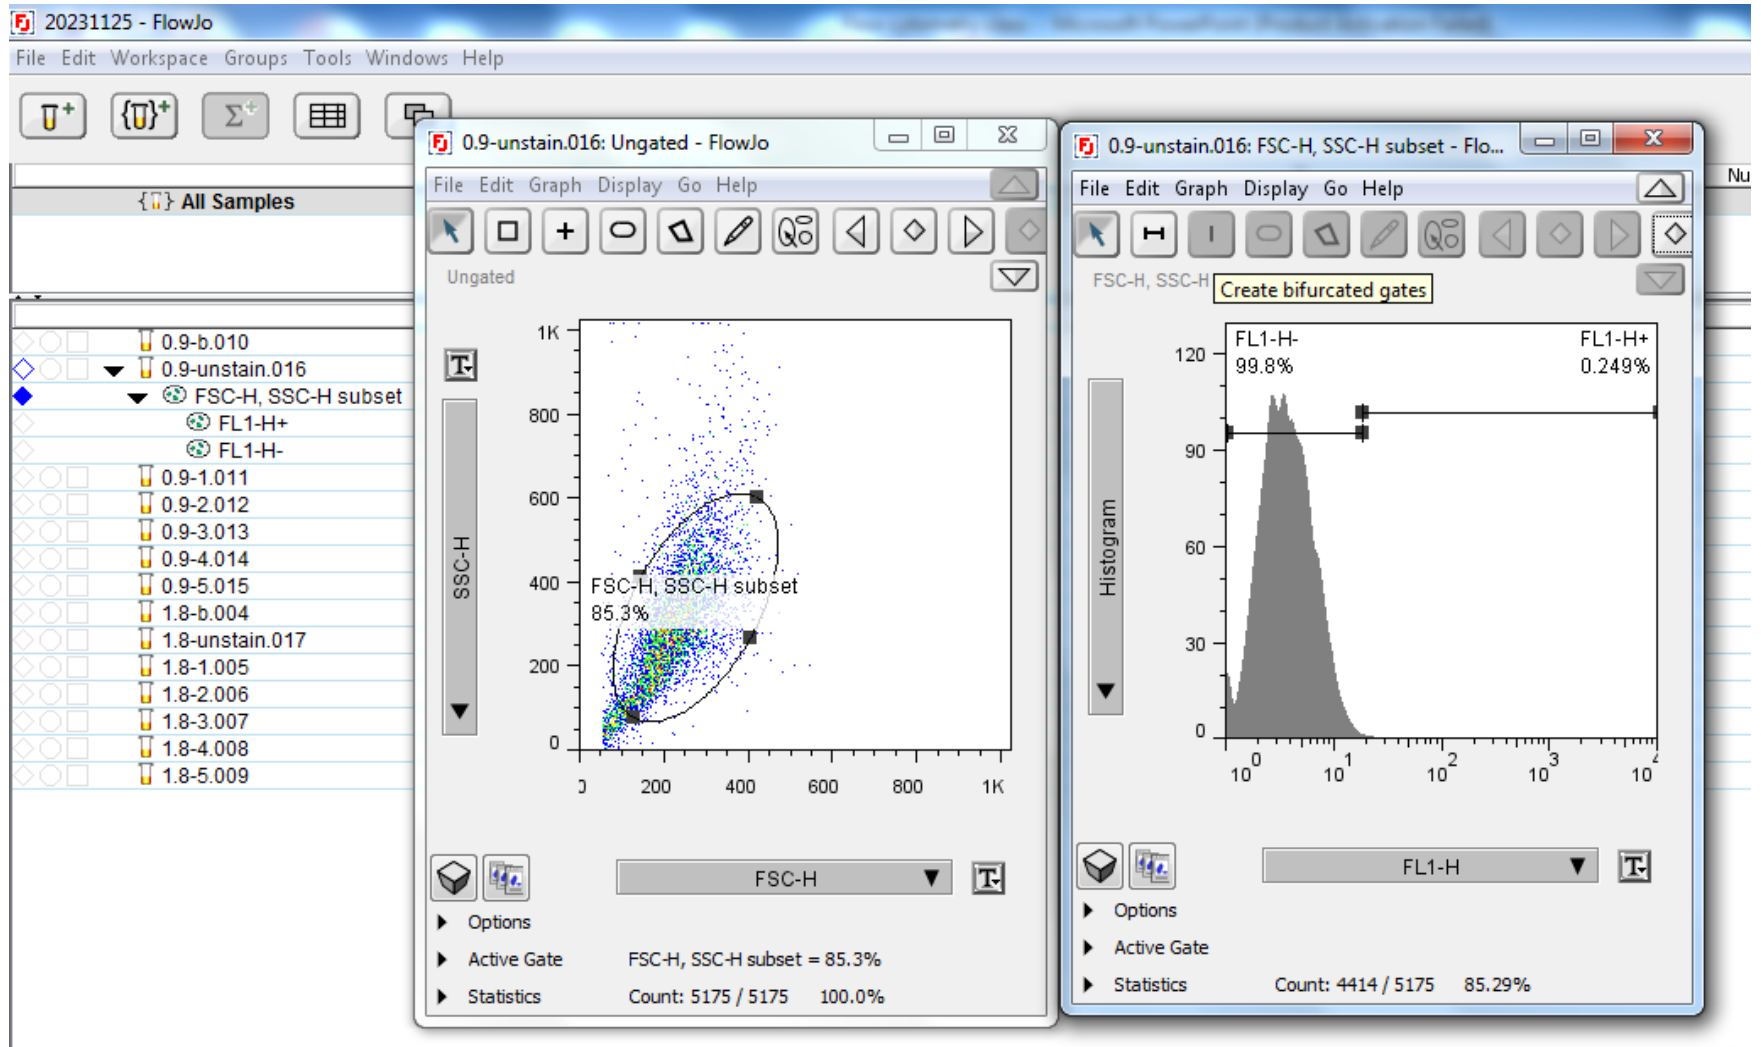 20231125 - FlowJo
File Edit Workspace Groups Tools Windows Help
{ } All Samples
Nu
0.9-b.010
0.9-unstain.016
FSC-H, SSC-H subset
FL1-H+
FL1-H-
0.9-1.011
0.9-2.012
0.9-3.013
0.9-4.014
0.9-5.015
1.8-b.004
1.8-unstain.017
1.8-1.005
1.8-2.006
1.8-3.007
1.8-4.008
1.8-5.009
0.9-unstain.016: Ungated - FlowJo
File Edit Graph Display Go Help
Ungated
1K
800
600
400
200
0
SSC-H
FSC-H, SSC-H subset
85.3%
0 200 400 600 800 1K
FSC-H
T
Options
Active Gate FSC-H, SSC-H subset = 85.3%
Statistics Count: 5175 / 5175 100.0%
0.9-unstain.016: FSC-H, SSC-H subset - Flo...
File Edit Graph Display Go Help
FSC-H, SSC-H
Create bifurcated gates
FL1-H- FL1-H+
99.8% 0.249%
120
90
60
30
0
Histogram
10^0 10^1 10^2 10^3 10^4
FL1-H
T
Options
Active Gate
Statistics Count: 4414 / 5175 85.29%